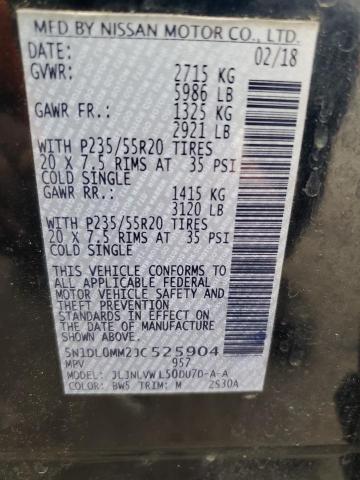 MFD BY NISSAN MOTOR CO., LTD.
DATE: 02/18
GVWR: 2715 KG
5986 LB
GAWR FR.: 1325 KG
2921 LB
WITH P235/55R20 TIRES
20 X 7.5 RIMS AT 35 PSI
COLD SINGLE
GAWR RR.: 1415 KG
3120 LB
WITH P235/55R20 TIRES
20 X 7.5 RIMS AT 35 PSI
COLD SINGLE
THIS VEHICLE CONFORMS TO
ALL APPLICABLE FEDERAL
MOTOR VEHICLE SAFETY
AND THEFT PREVENTION
STANDARDS IN EFFECT ON
THE DATE OF MANUFACTURE
SHOWN ABOVE.
5N1DL0MM2JC525904
MPV 957
MODEL: JLJNLVWL50DU7D-A-A
COLOR: BW5 TRIM: M 2S30A